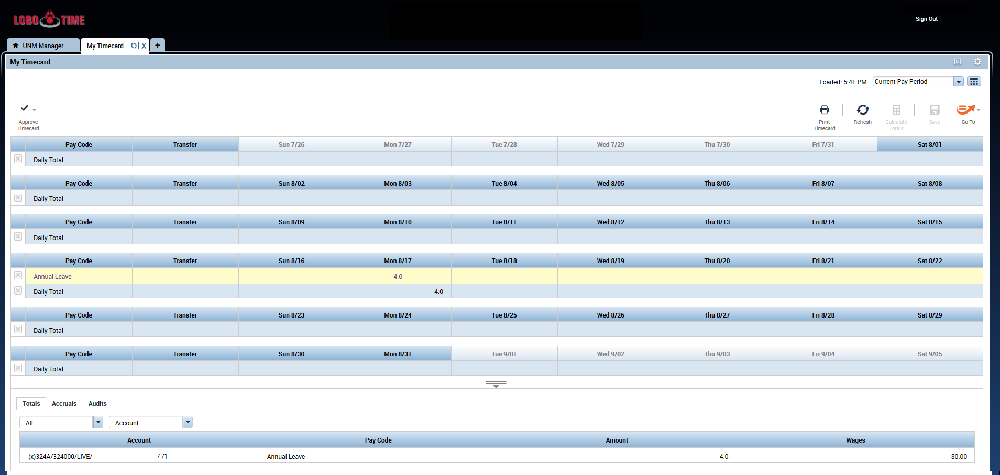 LOBO TIME
Sign Out
UNM Manager My Timecard X +
My Timecard
Loaded: 5:41 PM Current Pay Period
Approve
Timecard
Print
Timecard
Refresh
Calculate
Totals
Save
Go To
Pay Code Transfer Sun 7/26 Mon 7/27 Tue 7/28 Wed 7/29 Thu 7/30 Fri 7/31 Sat 8/01
Daily Total
Pay Code Transfer Sun 8/02 Mon 8/03 Tue 8/04 Wed 8/05 Thu 8/06 Fri 8/07 Sat 8/08
Daily Total
Pay Code Transfer Sun 8/09 Mon 8/10 Tue 8/11 Wed 8/12 Thu 8/13 Fri 8/14 Sat 8/15
Daily Total
Pay Code Transfer Sun 8/16 Mon 8/17 Tue 8/18 Wed 8/19 Thu 8/20 Fri 8/21 Sat 8/22
Annual Leave 4.0
Daily Total 4.0
Pay Code Transfer Sun 8/23 Mon 8/24 Tue 8/25 Wed 8/26 Thu 8/27 Fri 8/28 Sat 8/29
Daily Total
Pay Code Transfer Sun 8/30 Mon 8/31 Tue 9/01 Wed 9/02 Thu 9/03 Fri 9/04 Sat 9/05
Daily Total
Totals Accruals Audits
All Account
Account Pay Code Amount Wages
(x)324A/324000/LIVE/ /-/1 Annual Leave 4.0 $0.00